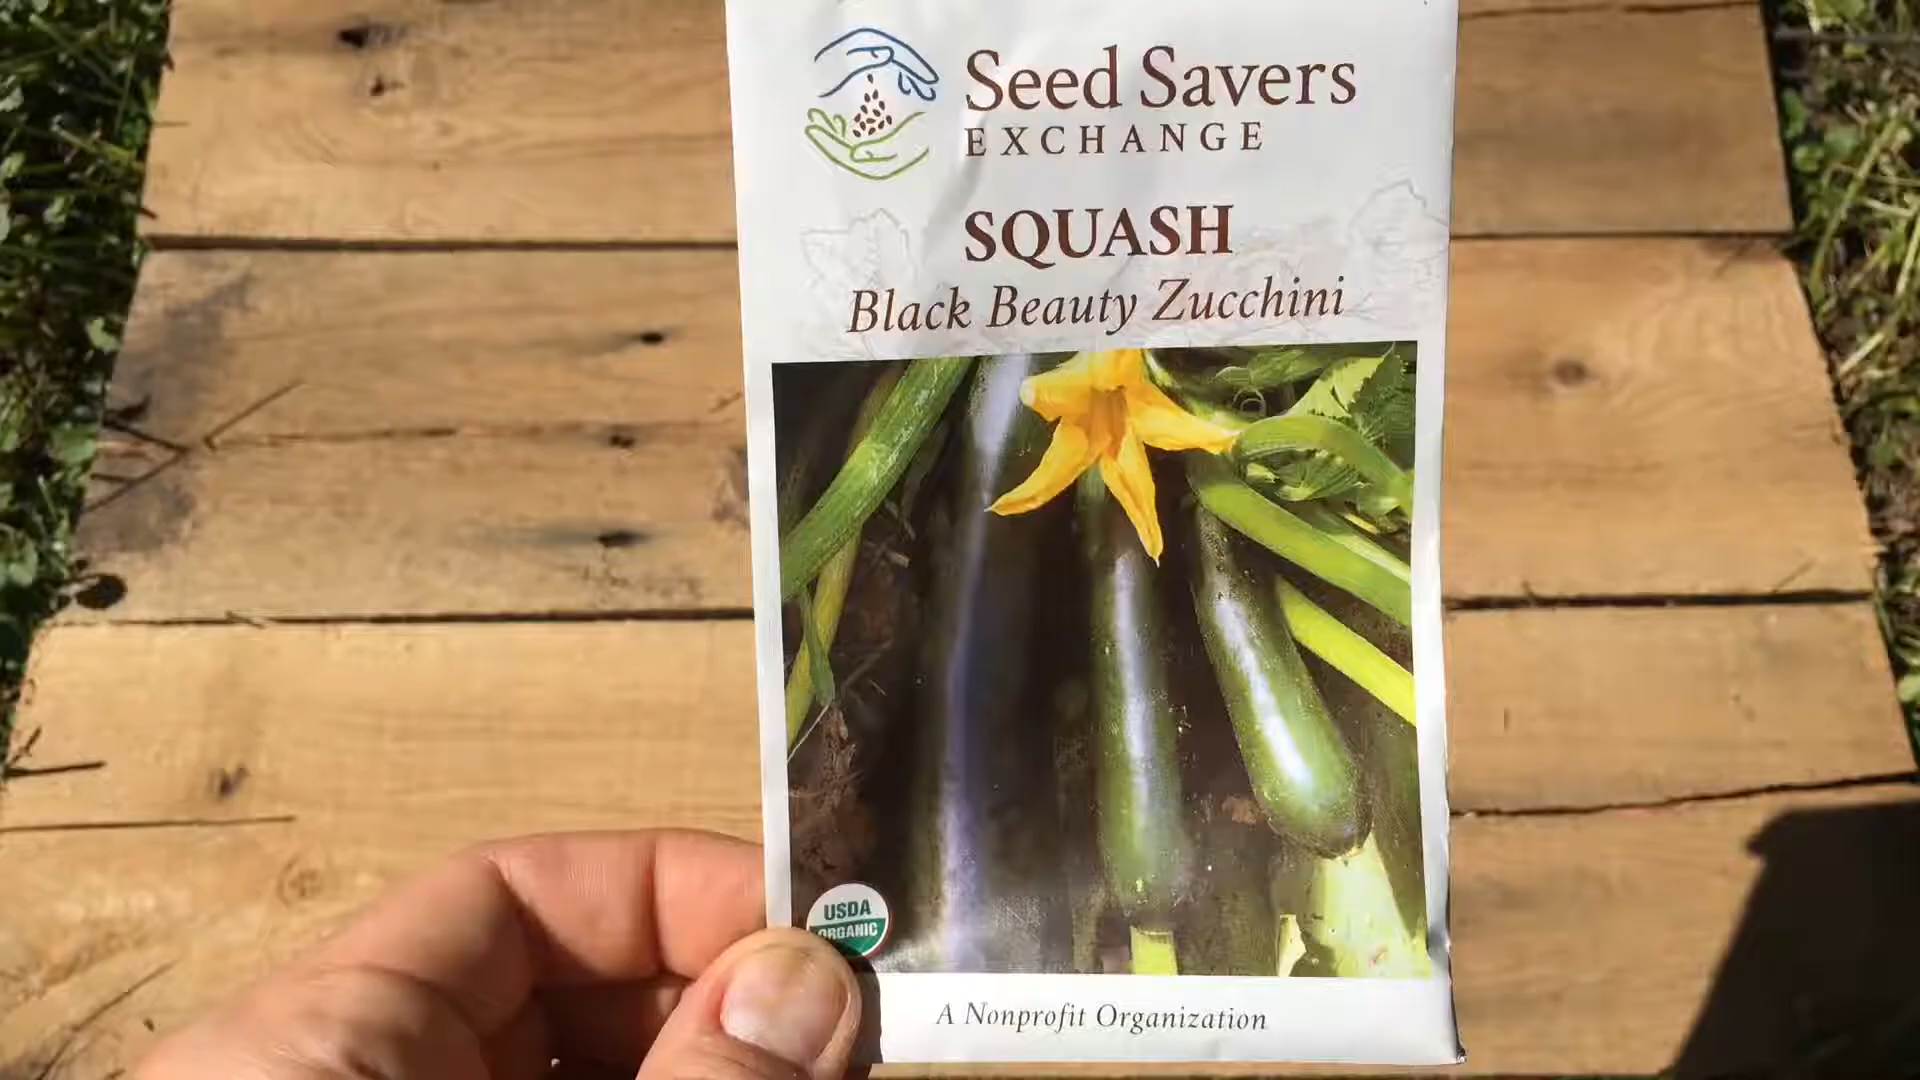 Seed Savers
EXCHANGE
SQUASH
Black Beauty Zucchini
USDA
ORGANIC
A Nonprofit Organization